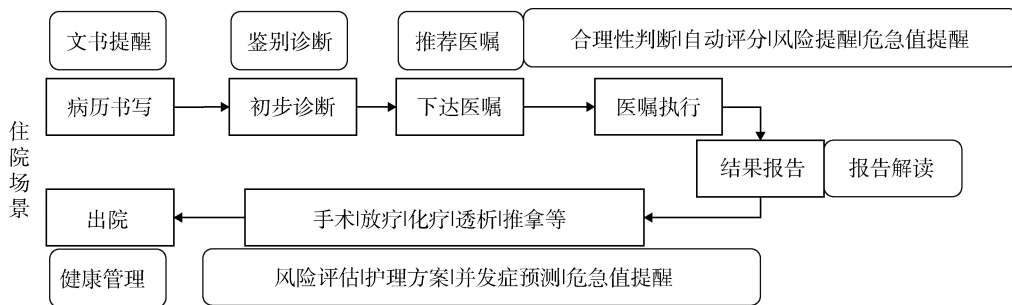 文书提醒
鉴别诊断
推荐医嘱
合理性判断|自动评分|风险提醒|危急值提醒
病历书写
初步诊断
下达医嘱
医嘱执行
住院场景
结果报告
报告解读
出院
手术|放疗|化疗|透析|推拿等
健康管理
风险评估|护理方案|并发症预测|危急值提醒